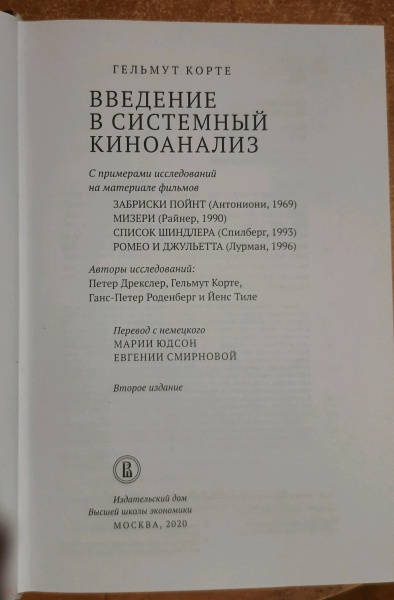 ГЕЛЬМУТ КОРТЕ
ВВЕДЕНИЕ
В СИСТЕМНЫЙ
КИНОАНАЛИЗ
С примерами исследований
на материале фильмов
ЗАБРИСКИ ПОЙНТ (Антониони, 1969)
МИЗЕРИ (Райнер, 1990)
СПИСОК ШИНДЛЕРА (Спилберг, 1993)
РОМЕО И ДЖУЛЬЕТТА (Лурман, 1996)
Авторы исследований:
Петер Дрекслер, Гельмут Корте,
Ганс-Петер Роденберг и Йенс Тиле
Перевод с немецкого
МАРИИ ЮДСОН
ЕВГЕНИИ СМИРНОВОЙ
Второе издание
Издательский дом
Высшей школы экономики
МОСКВА, 2020